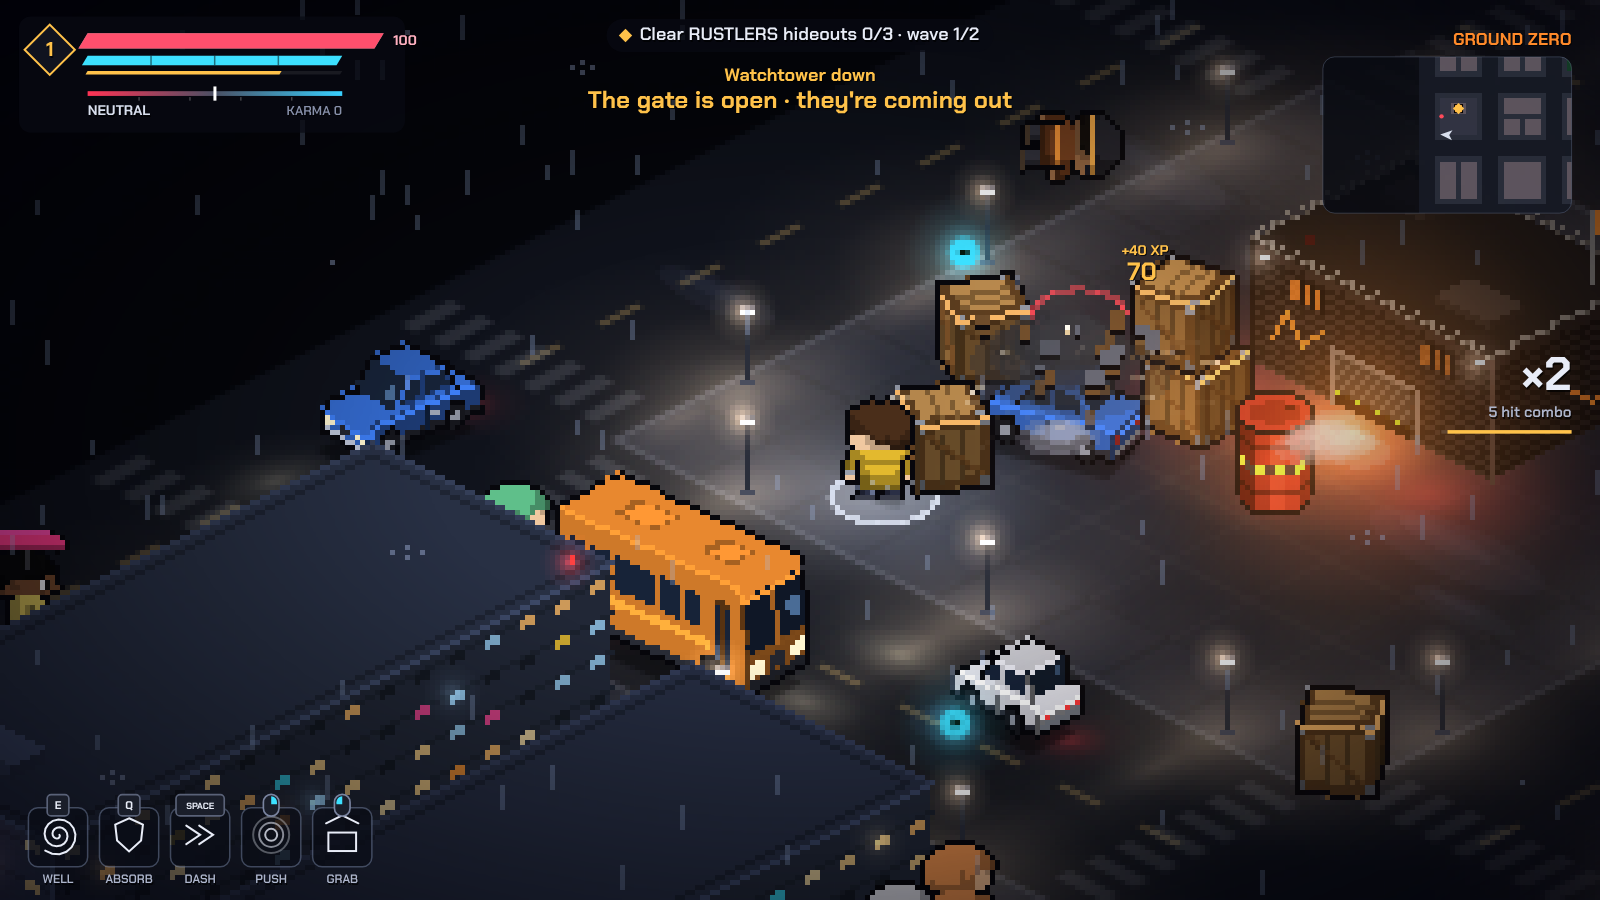 1
100
NEUTRAL
KARMA 0
Clear RUSTLERS hideouts 0/3 · wave 1/2
Watchtower down
The gate is open · they're coming out
GROUND ZERO
+40 XP
70
×2
5 hit combo
E
Q
SPACE
WELL
ABSORB
DASH
PUSH
GRAB